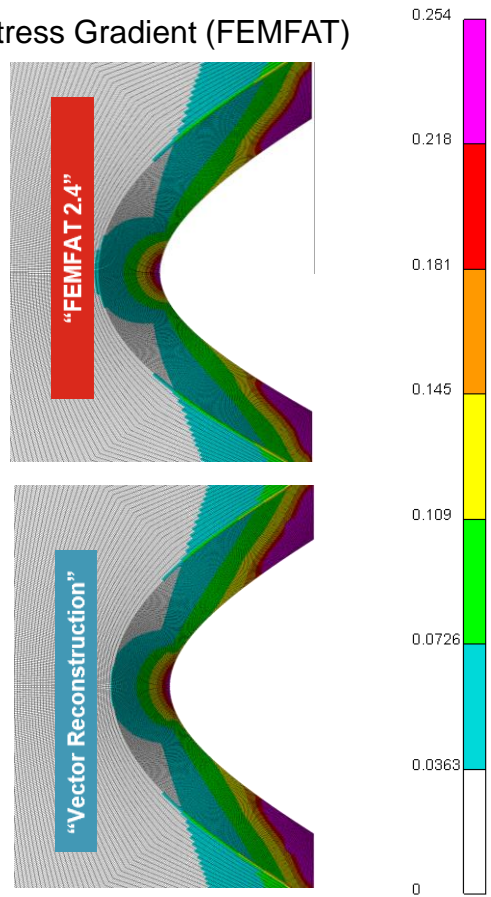 tress Gradient (FEMFAT)
“FEMFAT 2.4”
“Vector Reconstruction”
0.254
0.218
0.181
0.145
0.109
0.0726
0.0363
0